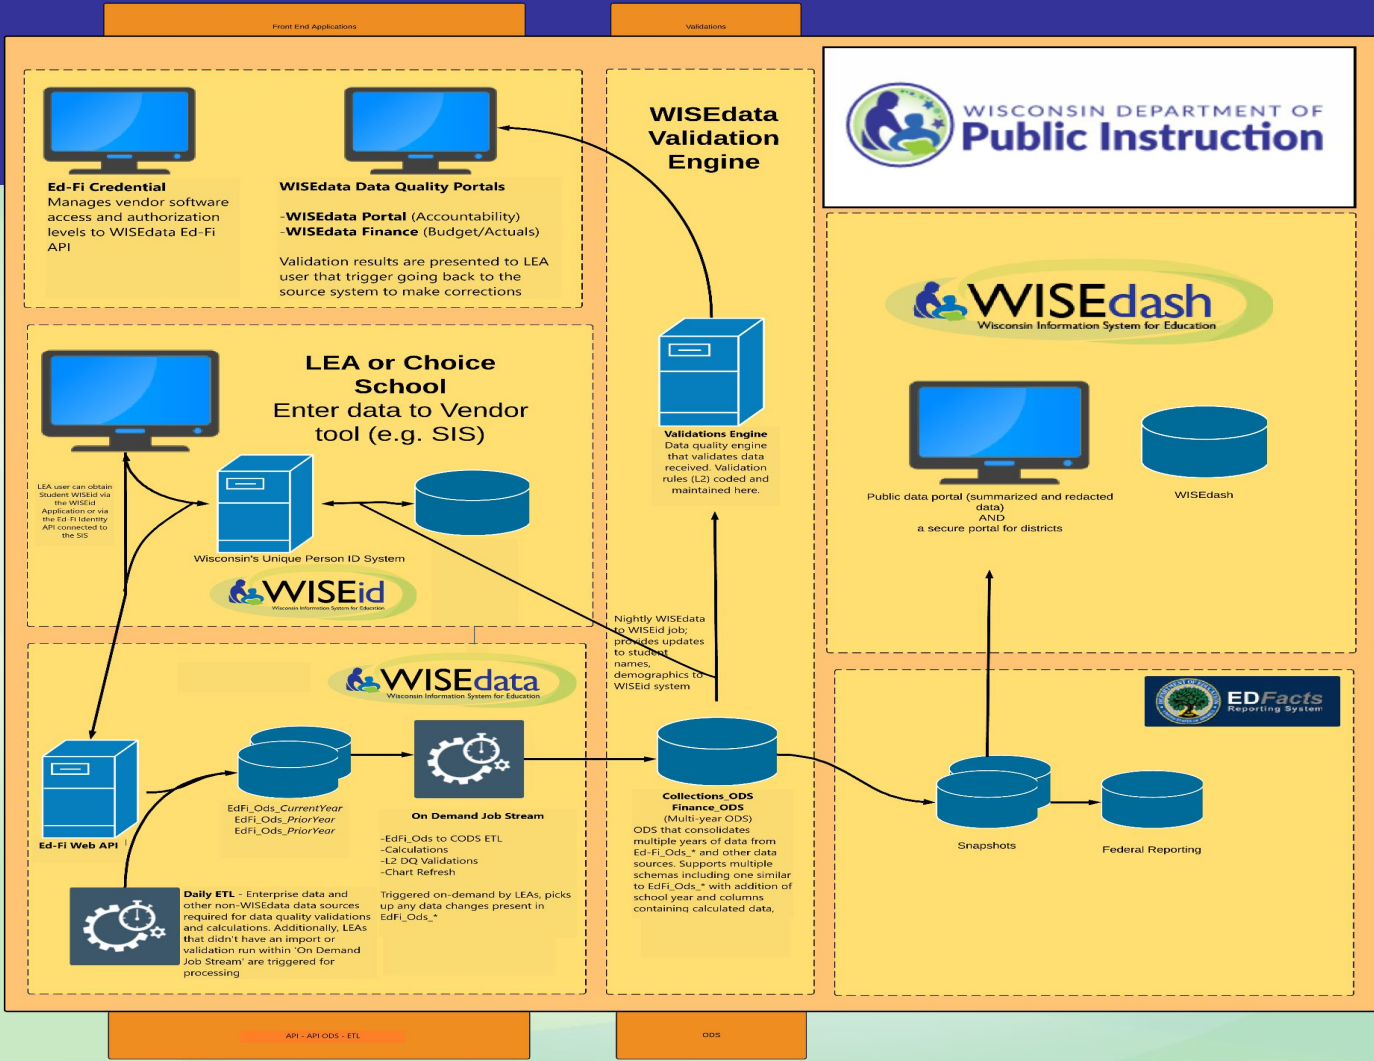 Front End Applications
Validations
Ed-Fi Credential
Manages vendor software
access and authorization
levels to WISEdata Ed-Fi
API
WISEdata Data Quality Portals
-WISEdata Portal (Accountability)
-WISEdata Finance (Budget/Actuals)
Validation results are presented to LEA
user that trigger going back to the
source system to make corrections
WISEdata
Validation
Engine
WISCONSIN DEPARTMENT OF
Public Instruction
LEA or Choice
School
Enter data to Vendor
tool (e.g. SIS)
LEA user can obtain
Student WISEid via
the WISEid
Application or via
the Ed-Fi Identity
API connected to
the SIS
Wisconsin's Unique Person ID System
WISEid
Wisconsin Information System for Education
Validations Engine
Data quality engine
that validates data
received. Validation
rules (L2) coded and
maintained here.
WISEdash
Wisconsin Information System for Education
Public data portal (summarized and redacted
data)
AND
a secure portal for districts
WISEdash
Nightly WISEdata
to WISEid job;
provides updates
to student
names,
demographics to
WISEid system
WISEdata
Wisconsin Information System for Education
Ed-Fi Web API
EdFi_Ods_CurrentYear
EdFi_Ods_PriorYear
EdFi_Ods_PriorYear
On Demand Job Stream
-EdFi_Ods to CODS ETL
-Calculations
-L2 DQ Validations
-Chart Refresh
Triggered on-demand by LEAs, picks
up any data changes present in
EdFi_Ods_*
Daily ETL - Enterprise data and
other non-WISEdata data sources
required for data quality validations
and calculations. Additionally, LEAs
that didn't have an import or
validation run within 'On Demand
Job Stream' are triggered for
processing
Collections_ODS
Finance_ODS
(Multi-year ODS)
ODS that consolidates
multiple years of data from
Ed-Fi_Ods_* and other data
sources. Supports multiple
schemas including one similar
to EdFi_Ods_* with addition of
school year and columns
containing calculated data,
EDFacts
Reporting System
Snapshots
Federal Reporting
API - API ODS - ETL
ODS